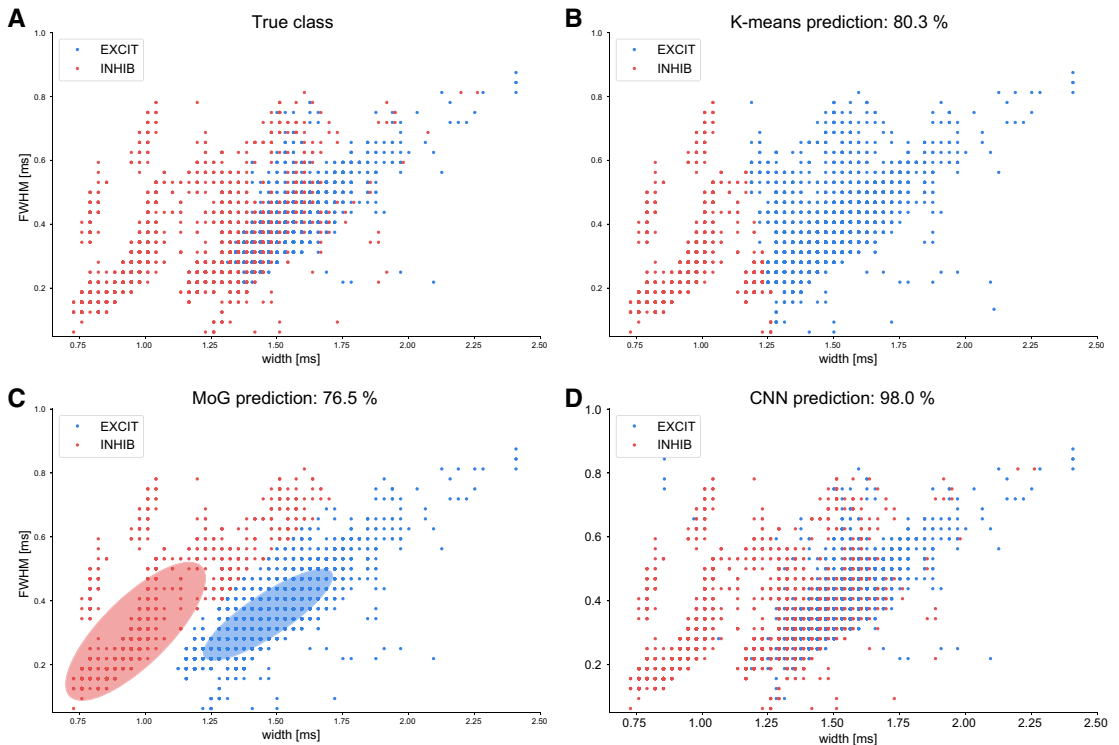 A
True class
1.0
EXCIT
INHIB
0.8
0.6
FWHM [ms]
0.4
0.2
0.75 1.00 1.25 1.50 1.75 2.00 2.25 2.50
width [ms]
B
K-means prediction: 80.3 %
1.0
EXCIT
INHIB
0.8
0.6
0.4
0.2
0.75 1.00 1.25 1.50 1.75 2.00 2.25 2.50
width [ms]
C
MoG prediction: 76.5 %
1.0
EXCIT
INHIB
0.8
0.6
FWHM [ms]
0.4
0.2
0.75 1.00 1.25 1.50 1.75 2.00 2.25 2.50
width [ms]
D
CNN prediction: 98.0 %
1.0
EXCIT
INHIB
0.8
0.6
0.4
0.2
0.75 1.00 1.25 1.50 1.75 2.00 2.25 2.50
width [ms]